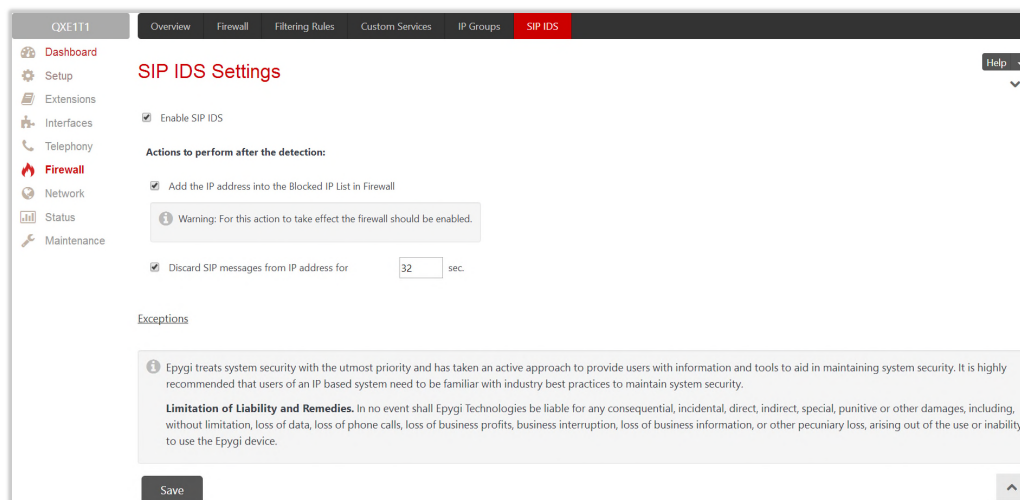 QXE1T1
Overview Firewall Filtering Rules Custom Services IP Groups SIP IDS
Dashboard
Setup
Extensions
Interfaces
Telephony
Firewall
Network
Status
Maintenance
SIP IDS Settings
Help
Enable SIP IDS
Actions to perform after the detection:
Add the IP address into the Blocked IP List in Firewall
Warning: For this action to take effect the firewall should be enabled.
Discard SIP messages from IP address for 32 sec.
Exceptions
Epygi treats system security with the utmost priority and has taken an active approach to provide users with information and tools to aid in maintaining system security. It is highly
recommended that users of an IP based system need to be familiar with industry best practices to maintain system security.
Limitation of Liability and Remedies. In no event shall Epygi Technologies be liable for any consequential, incidental, direct, indirect, special, punitive or other damages, including,
without limitation, loss of data, loss of phone calls, loss of business profits, business interruption, loss of business information, or other pecuniary loss, arising out of the use or inability
to use the Epygi device.
Save